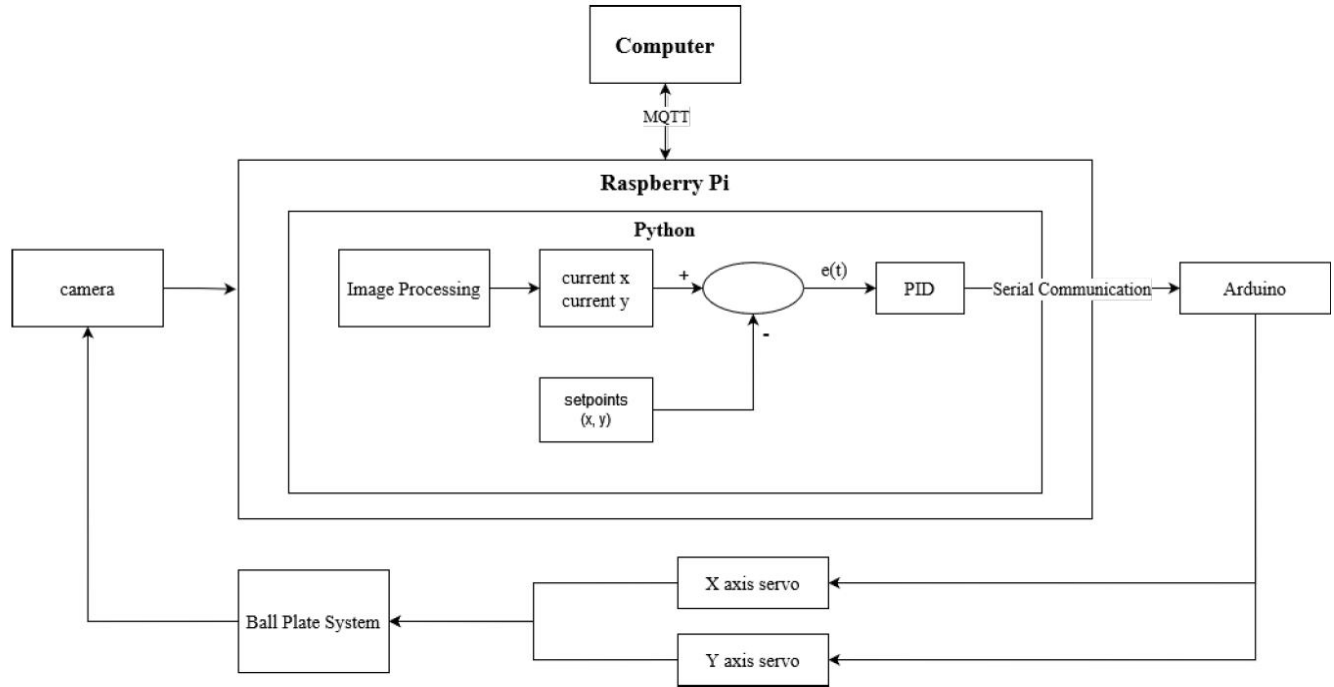 Computer
MQTT
Raspberry Pi
Python
camera
Image Processing
current x
current y
+
e(t)
PID
Serial Communication
Arduino
-
setpoints
(x, y)
X axis servo
Ball Plate System
Y axis servo